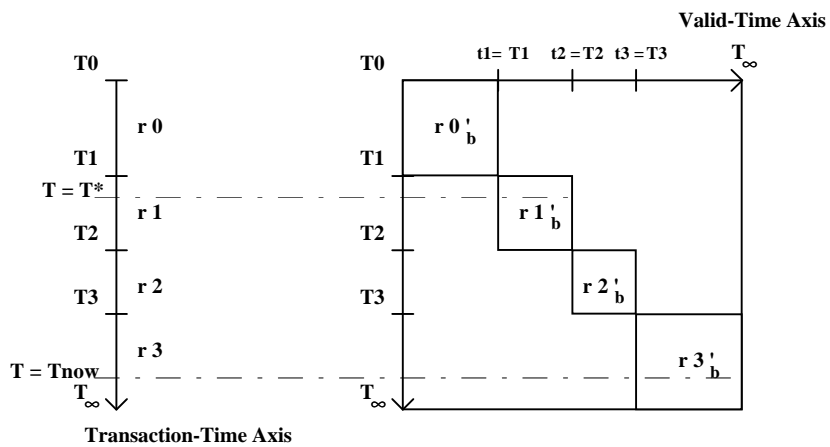 Valid-Time Axis
t1= T1 t2 =T2 t3 =T3 T∞
T0 T0
r 0 r 0'b
T1 T1
T = T*
r 1 r 1'b
T2 T2
r 2 r 2'b
T3 T3
r 3 r 3'b
T = Tnow
T∞ T∞
Transaction-Time Axis